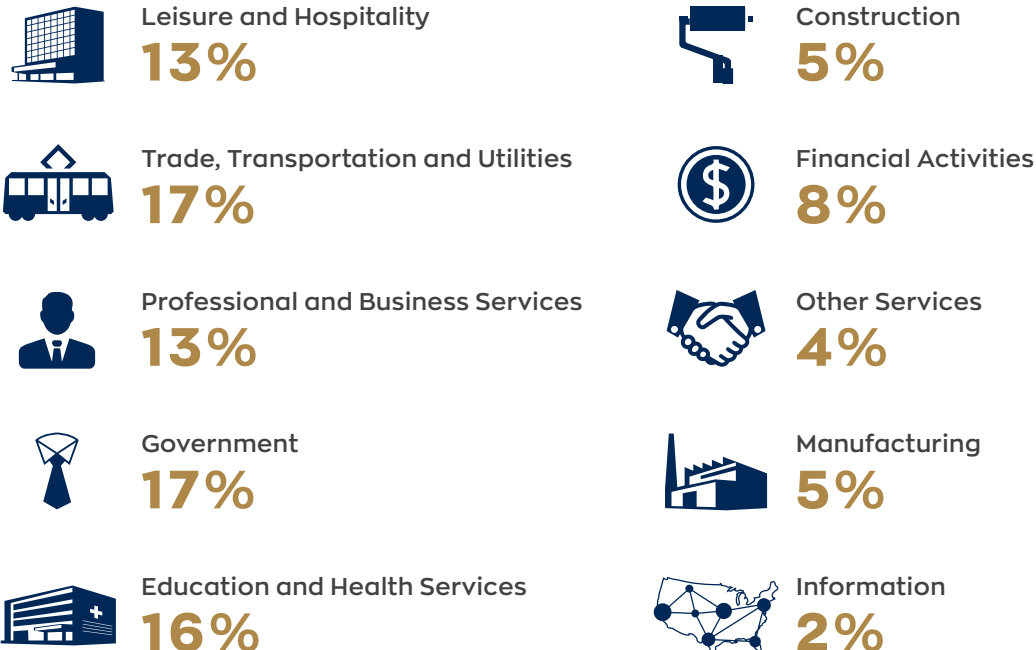 Leisure and Hospitality
13%
Trade, Transportation and Utilities
17%
Professional and Business Services
13%
Government
17%
Education and Health Services
16%
Construction
5%
Financial Activities
8%
$
Other Services
4%
Manufacturing
5%
Information
2%